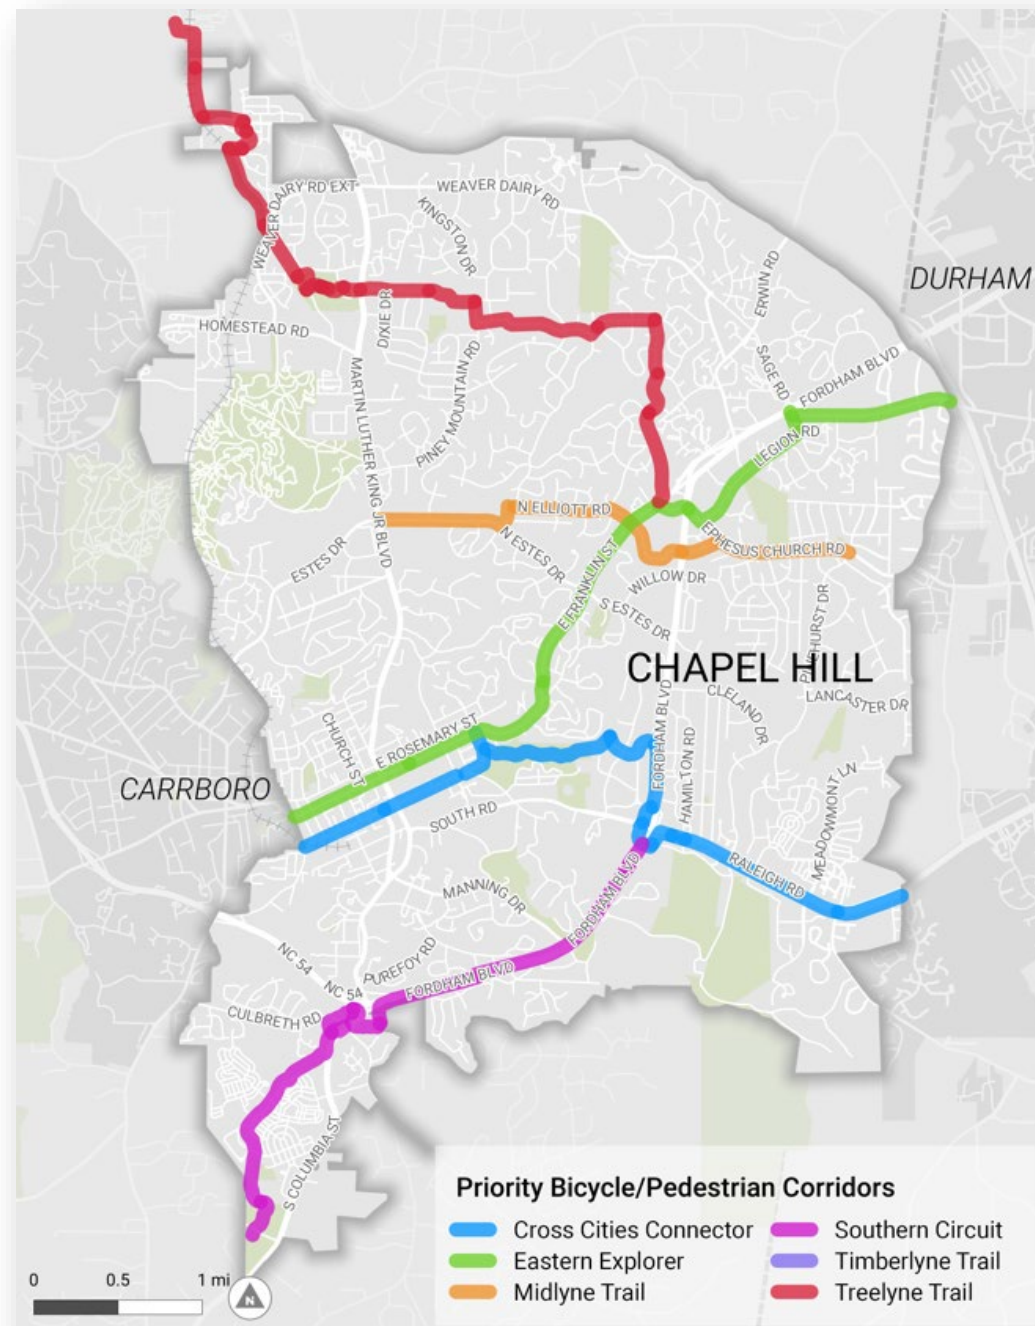 WEAVER DAIRY RD EXT
WEAVER DAIRY RD
KINGSTON DR
ERWIN RD
DURHAM
HOMESTEAD RD
DIXIE DR
SAGE RD
FORDHAM BLVD
MARTIN LUTHER KING JR BLVD
PINEY MOUNTAIN RD
LEGION RD
N ELLIOTT RD
EPHESUS CHURCH RD
ESTES DR
N ESTES DR
E FRANKLIN ST
WILLOW DR
S ESTES DR
PINEHURST DR
CHAPEL HILL
CLELAND DR
LANCASTER DR
CHURCH ST
E ROSEMARY ST
FORDHAM BLVD
HAMILTON RD
CARRBORO
SOUTH RD
MEADOWMONT LN
RALEIGH RD
MANNING DR
FORDHAM BLVD
NC 54
PUREFOY RD
NC 54
FORDHAM BLVD
CULBRETH RD
S COLUMBIA ST
Priority Bicycle/Pedestrian Corridors
Cross Cities Connector
Southern Circuit
Eastern Explorer
Timberlyne Trail
Midlyne Trail
Treelyne Trail
0 0.5 1 mi
N